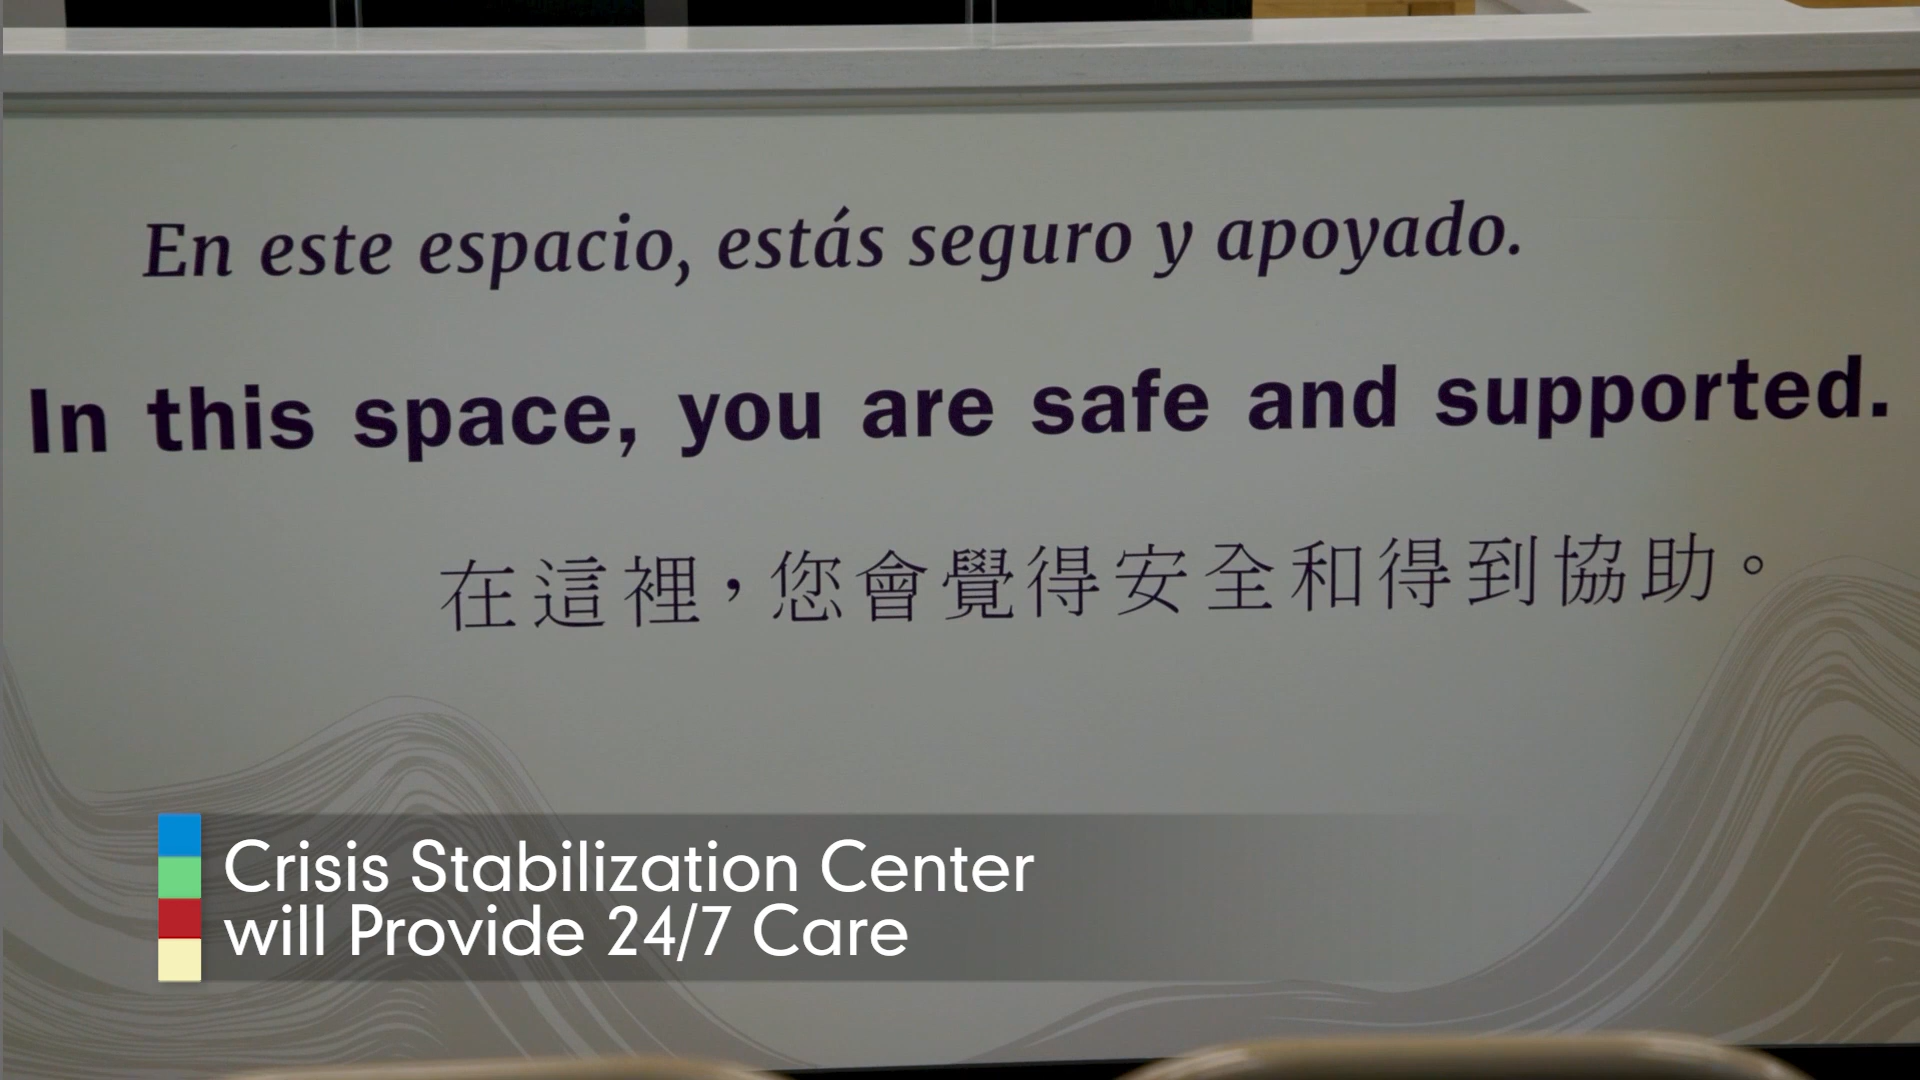 En este espacio, estás seguro y apoyado.
In this space, you are safe and supported.
在這裡，您會覺得安全和得到協助。
Crisis Stabilization Center
will Provide 24/7 Care